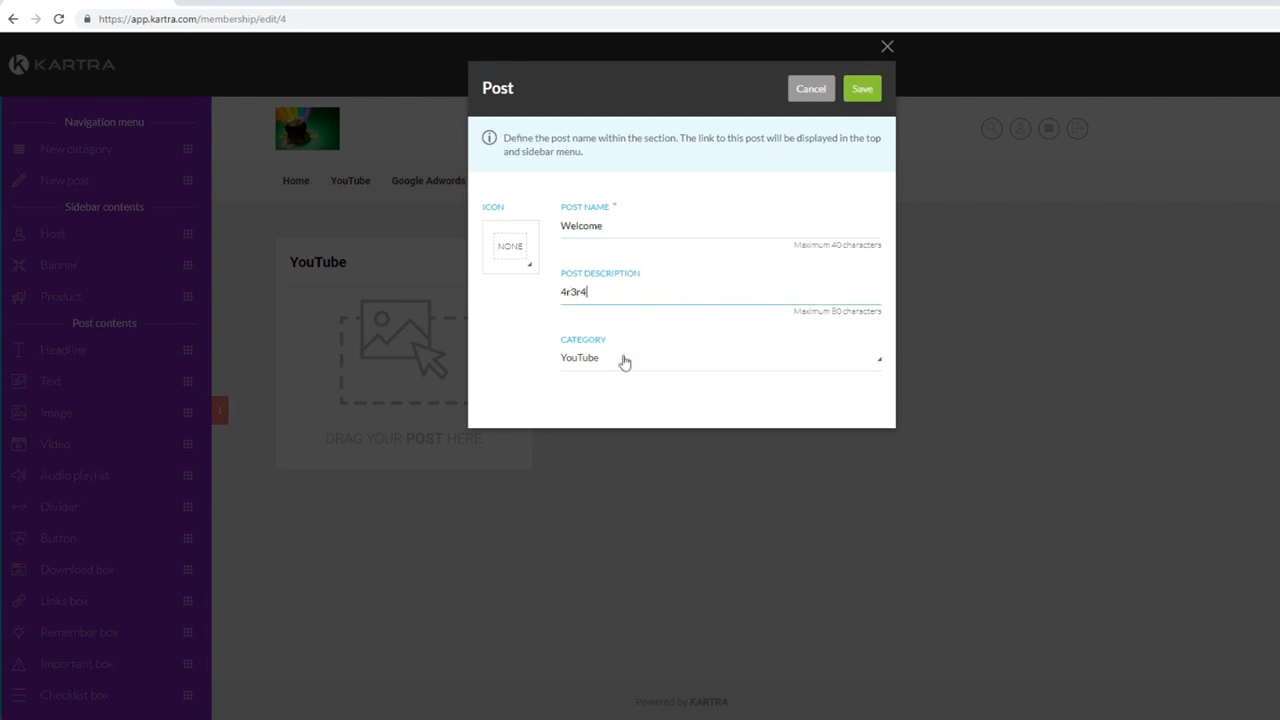 https://app.kartra.com/membership/edit/4
KARTRA
Post
Cancel
Save
Define the post name within the section. The link to this post will be displayed in the top
and sidebar menu.
ICON
NONE
POST NAME *
Welcome
Maximum 40 characters
POST DESCRIPTION
4r3r4
Maximum 80 characters
CATEGORY
YouTube
Navigation menu
New category
New post
Sidebar contents
Host
Banner
Product
Post contents
Headline
Text
Image
Video
Audio playlist
Divider
Button
Download box
Links box
Remember box
Important box
Checklist box
Home YouTube Google Adwords
YouTube
DRAG YOUR POST HERE
Powered by KARTRA